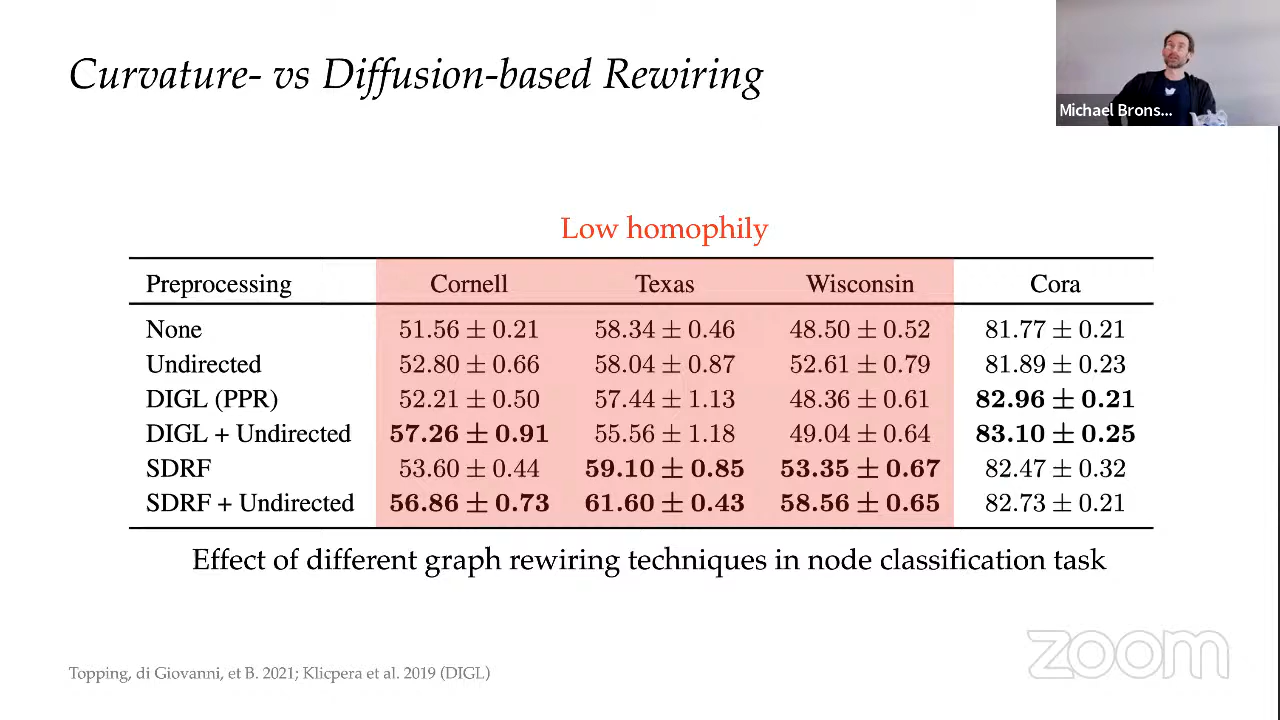 Curvature- vs Diffusion-based Rewiring
Michael Brons...
Low homophily
Preprocessing Cornell Texas Wisconsin Cora
None 51.56 ± 0.21 58.34 ± 0.46 48.50 ± 0.52 81.77 ± 0.21
Undirected 52.80 ± 0.66 58.04 ± 0.87 52.61 ± 0.79 81.89 ± 0.23
DIGL (PPR) 52.21 ± 0.50 57.44 ± 1.13 48.36 ± 0.61 82.96 ± 0.21
DIGL + Undirected 57.26 ± 0.91 55.56 ± 1.18 49.04 ± 0.64 83.10 ± 0.25
SDRF 53.60 ± 0.44 59.10 ± 0.85 53.35 ± 0.67 82.47 ± 0.32
SDRF + Undirected 56.86 ± 0.73 61.60 ± 0.43 58.56 ± 0.65 82.73 ± 0.21
Effect of different graph rewiring techniques in node classification task
zoom
Topping, di Giovanni, et B. 2021; Klicpera et al. 2019 (DIGL)